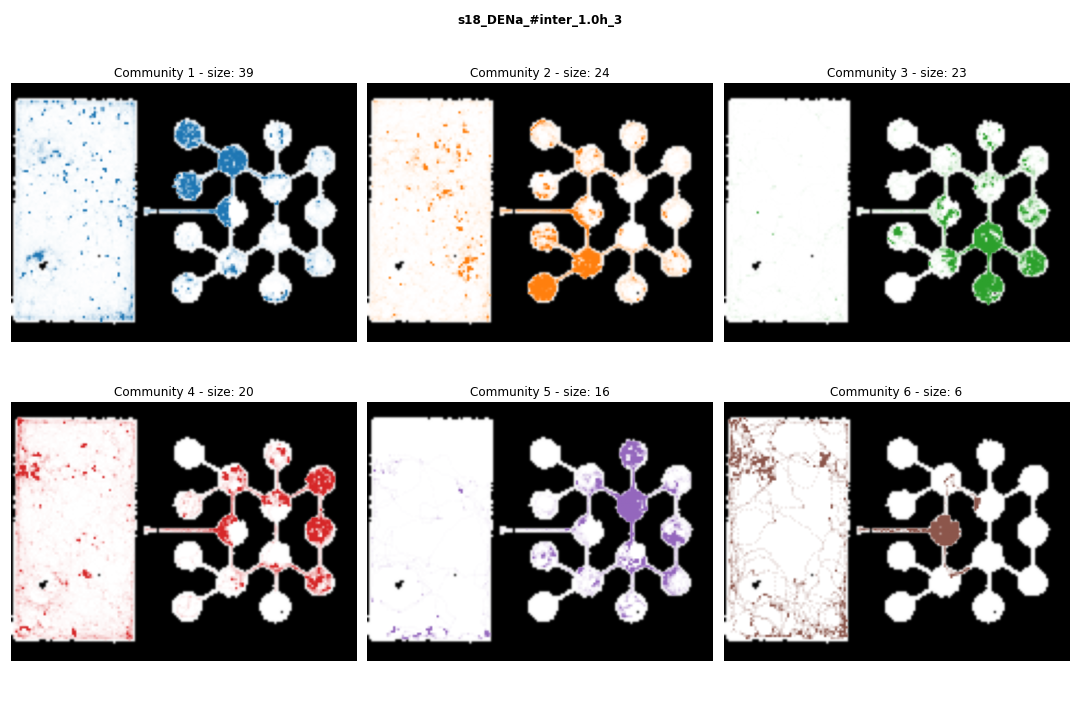 s18_DENa_#inter_1.0h_3
Community 1 - size: 39
Community 2 - size: 24
Community 3 - size: 23
Community 4 - size: 20
Community 5 - size: 16
Community 6 - size: 6